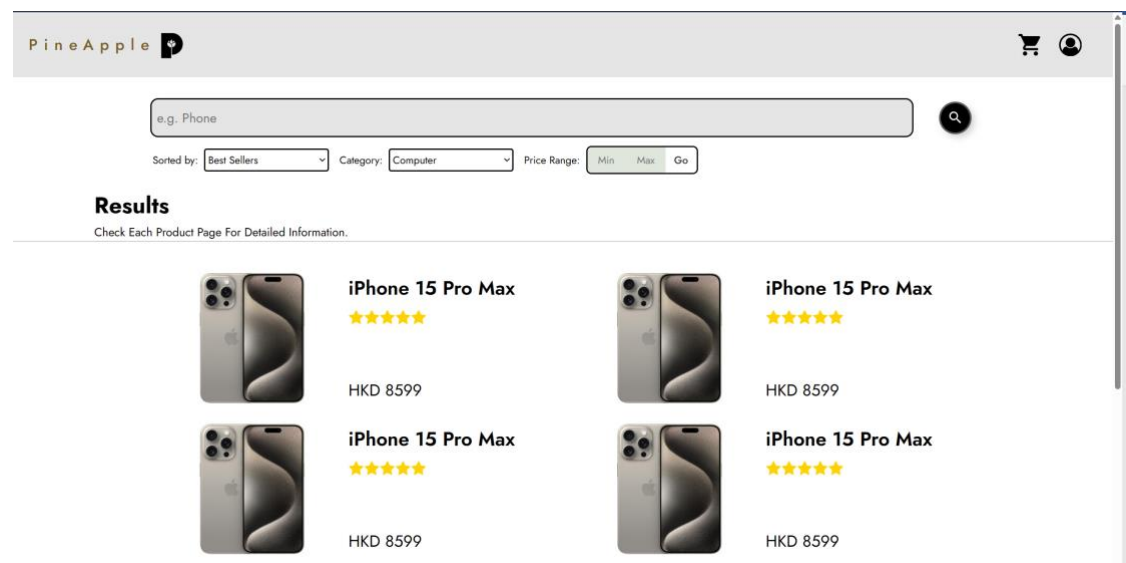 PineApple
e.g. Phone
Sorted by: Best Sellers Category: Computer Price Range: Min Max Go
Results
Check Each Product Page For Detailed Information.
iPhone 15 Pro Max iPhone 15 Pro Max
HKD 8599 HKD 8599
iPhone 15 Pro Max iPhone 15 Pro Max
HKD 8599 HKD 8599